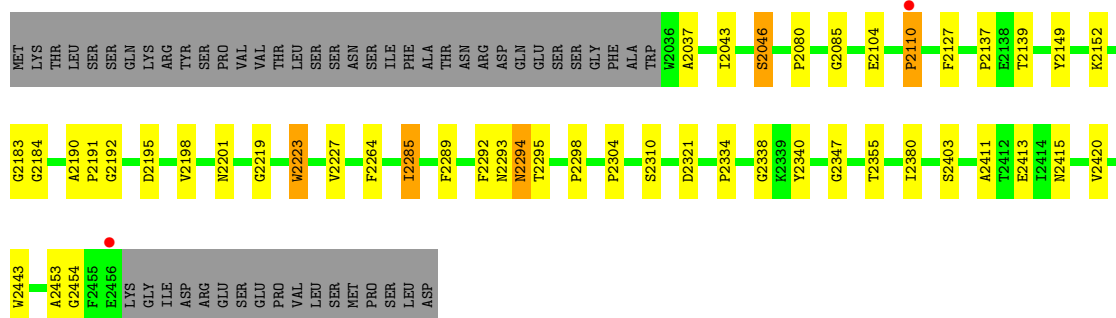 MET LYS THR LEU SER SER GLN LYS ARG TYR SER PRO VAL VAL THR LEU SER SER ASN SER ILE PHE ALA THR ASN ARG ASP GLN GLU SER SER GLY PHE ALA TRP W2036 A2037 I2043 S2046 P2080 G2085 E2104 P2110 F2127 P2137 E2138 T2139 Y2149 K2152
G2183 G2184 A2190 P2191 G2192 D2195 V2198 N2201 G2219 W2223 V2227 F2264 I2285 F2289 F2292 N2293 N2294 T2295 P2298 P2304 S2310 D2321 P2334 G2338 K2339 Y2340 G2347 T2355 I2380 S2403 A2411 T2412 E2413 I2414 N2415 V2420
W2443 A2453 G2454 F2455 E2456 LYS GLY ILE ASP ARG GLU SER GLU PRO VAL LEU SER MET PRO SER LEU ASP